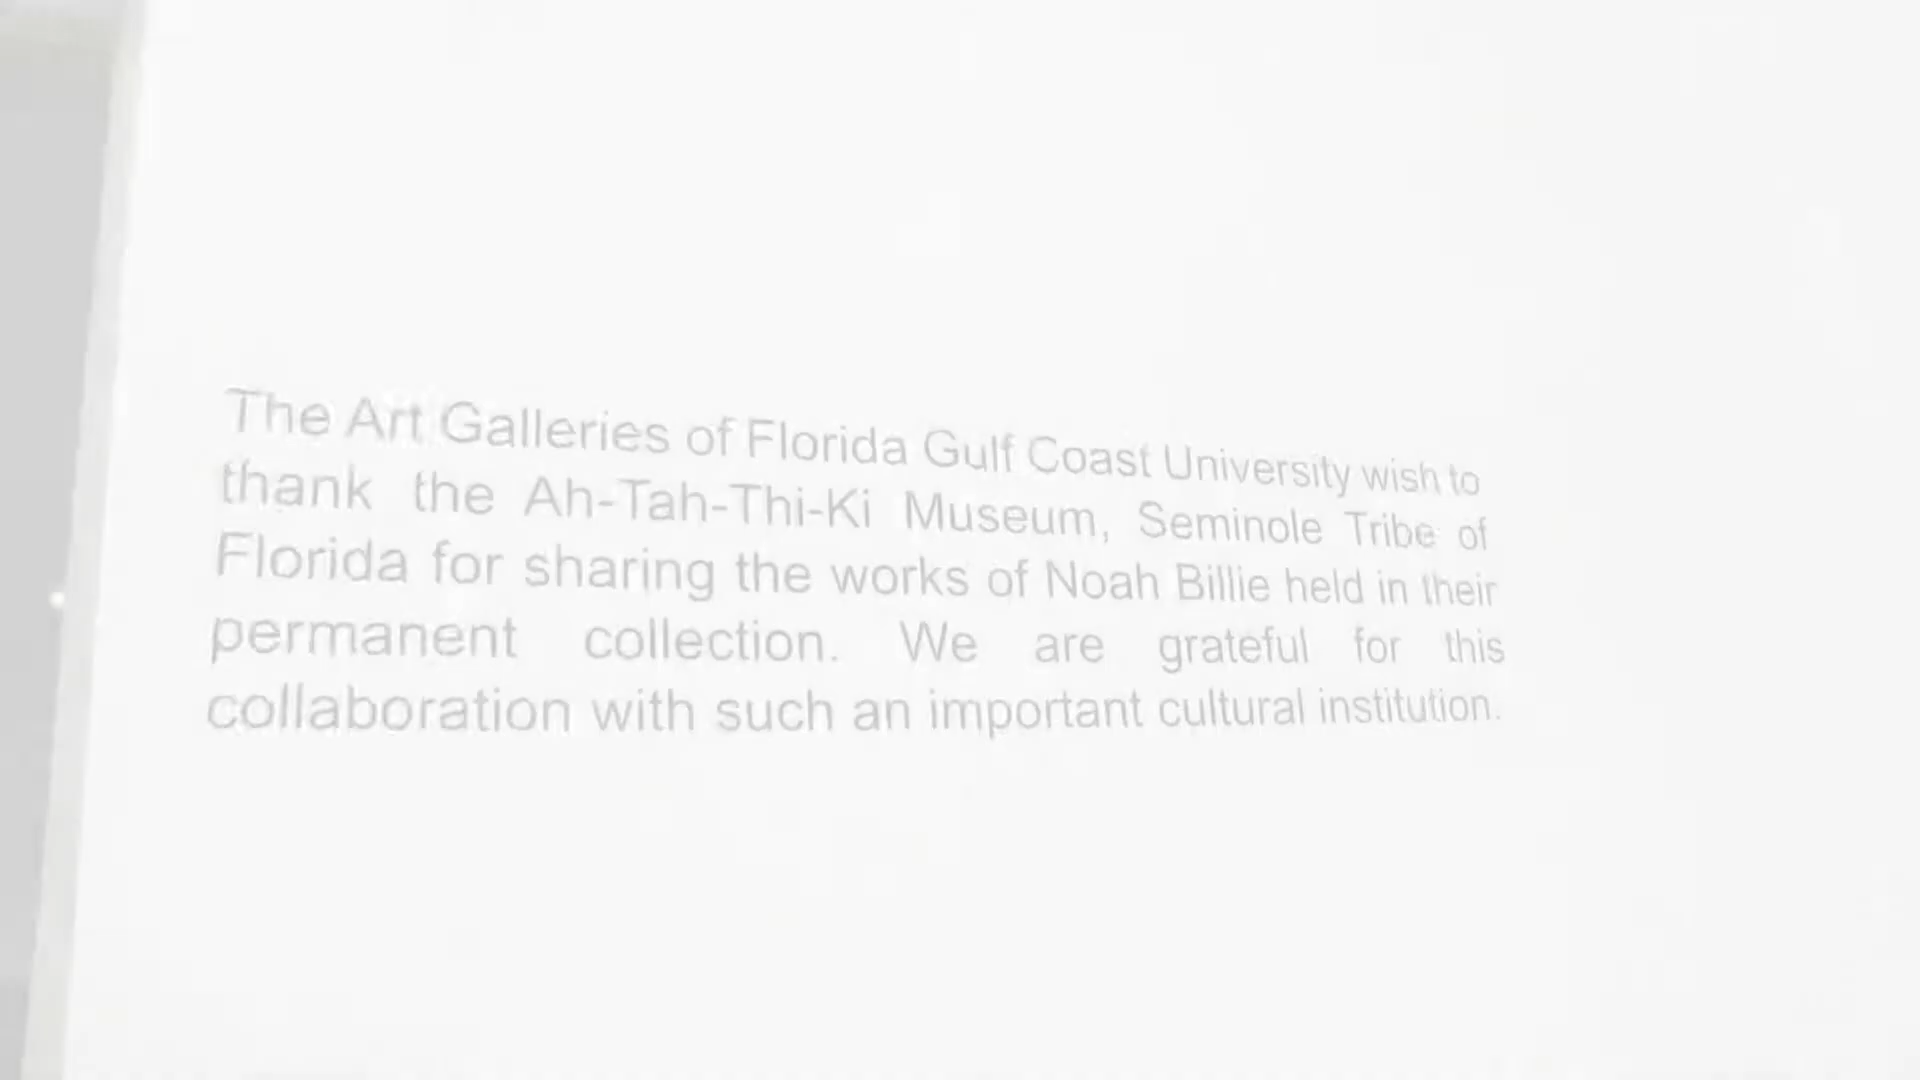 The Art Galleries of Florida Gulf Coast University wish to
thank the Ah-Tah-Thi-Ki Museum, Seminole Tribe of
Florida for sharing the works of Noah Billie held in their
permanent collection. We are grateful for this
collaboration with such an important cultural institution.